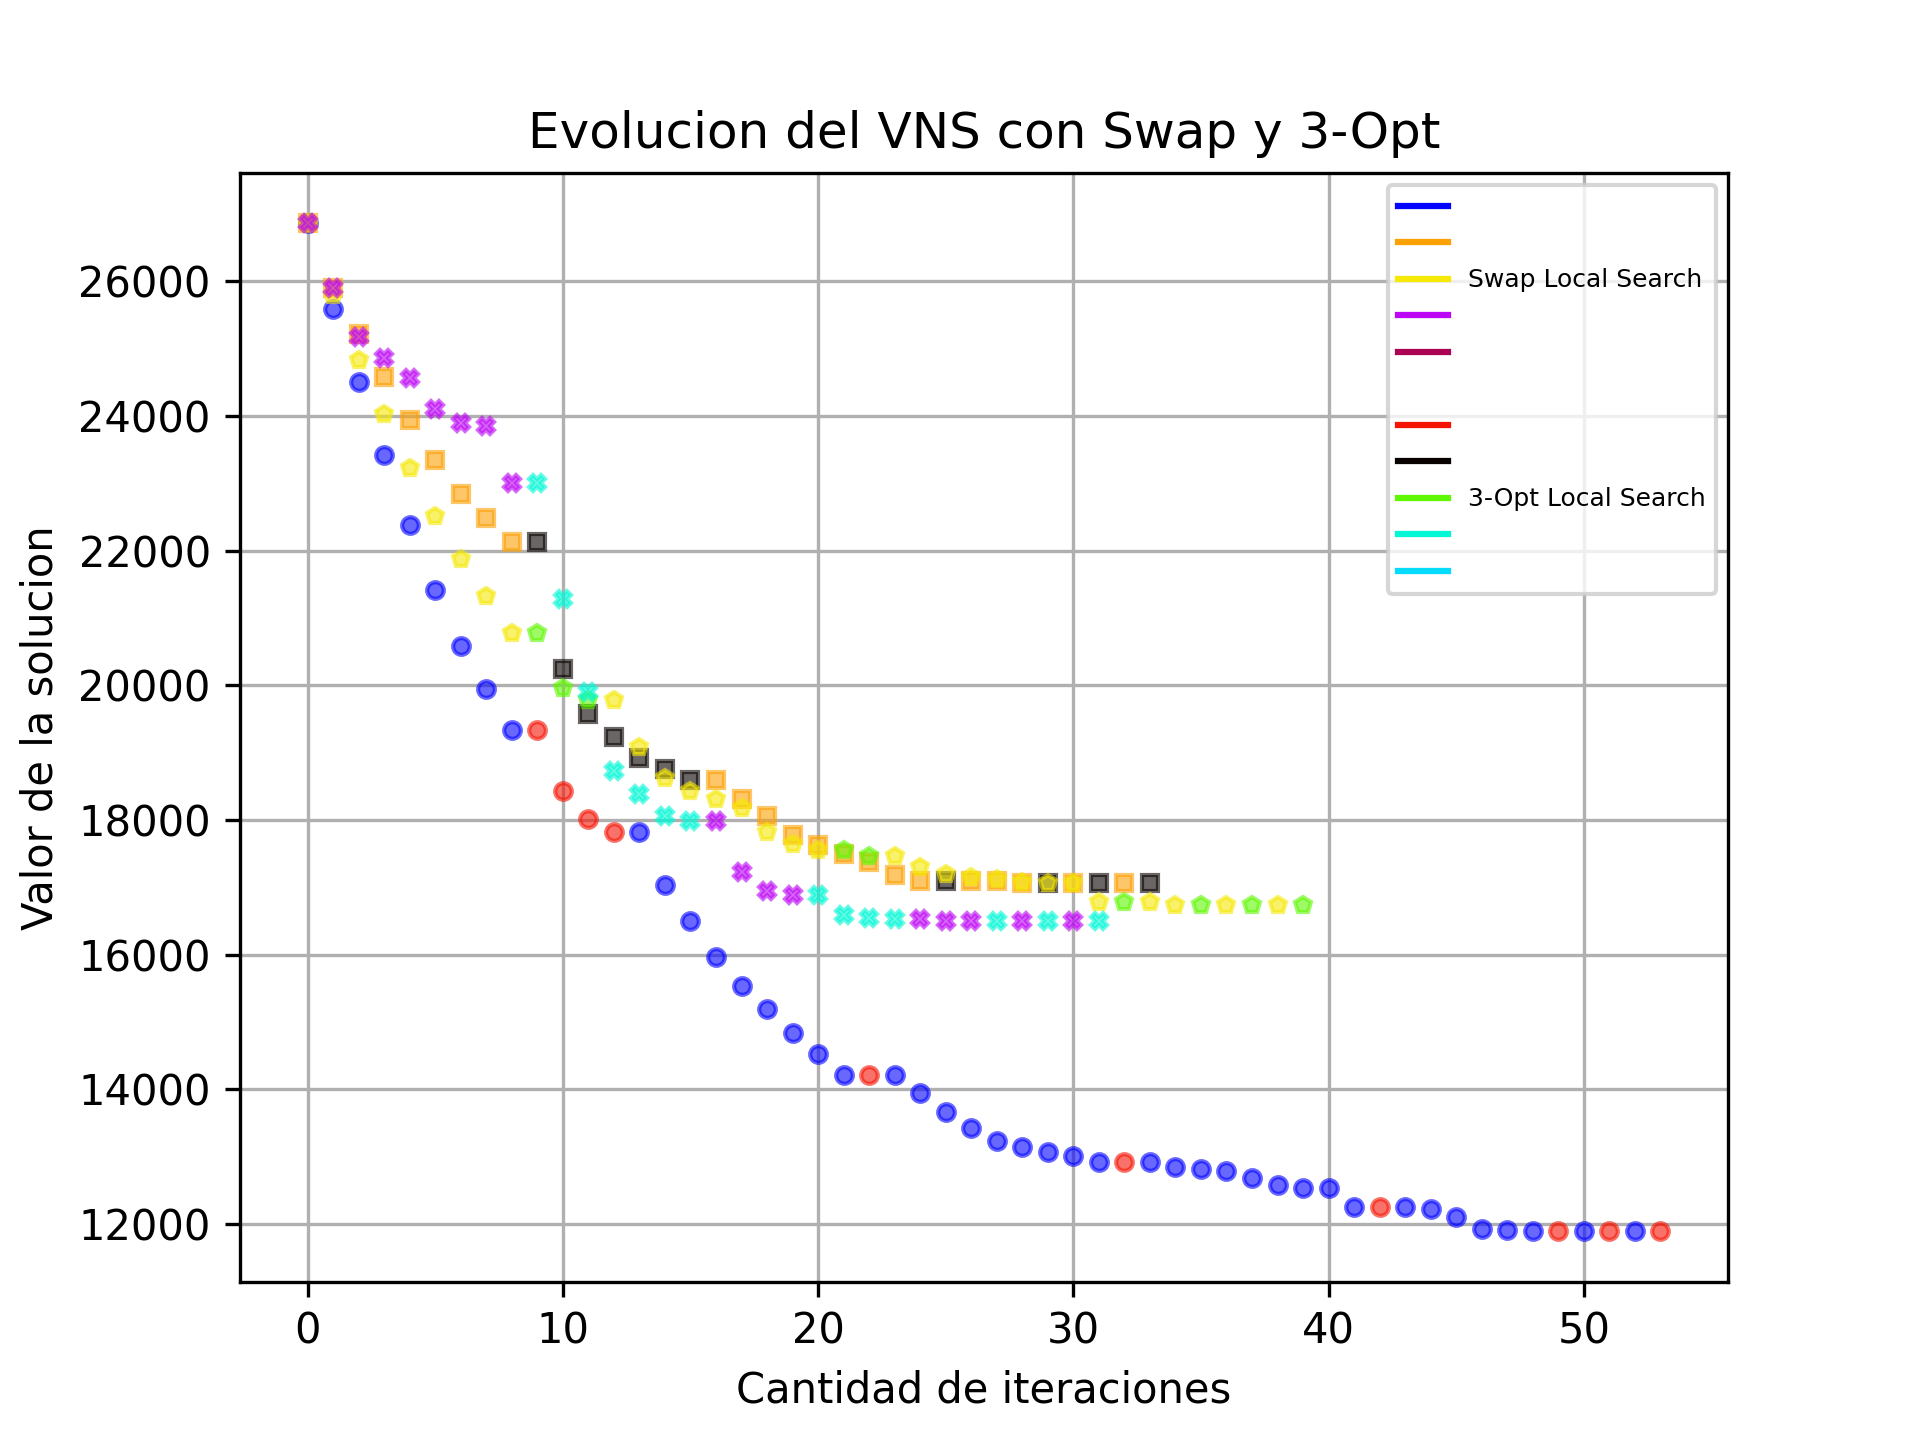 Evolucion del VNS con Swap y 3-Opt
Valor de la solucion
26000
24000
22000
20000
18000
16000
14000
12000
Swap Local Search
3-Opt Local Search
0 10 20 30 40 50
Cantidad de iteraciones